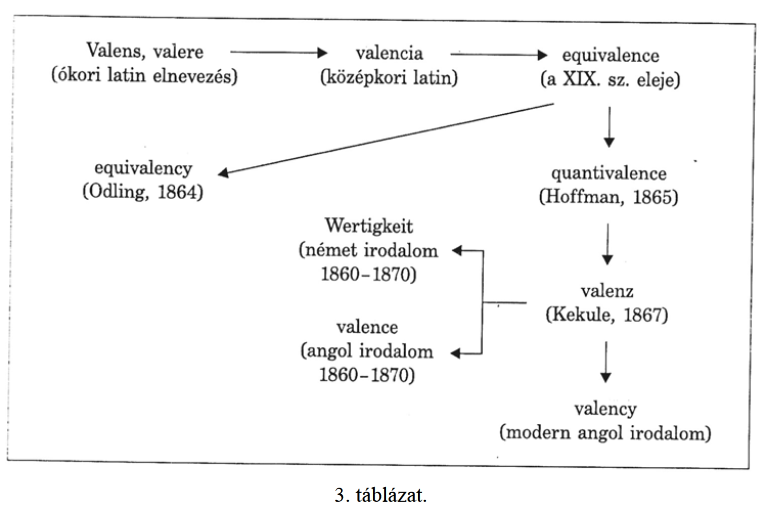 Valens, valere
(ókori latin elnevezés)
valencia
(középkori latin)
equivalence
(a XIX. sz. eleje)
equivalency
(Odling, 1864)
quantivalence
(Hoffman, 1865)
Wertigkeit
(német irodalom
1860–1870)
valenz
(Kekule, 1867)
valence
(angol irodalom
1860–1870)
valency
(modern angol irodalom)
3. táblázat.